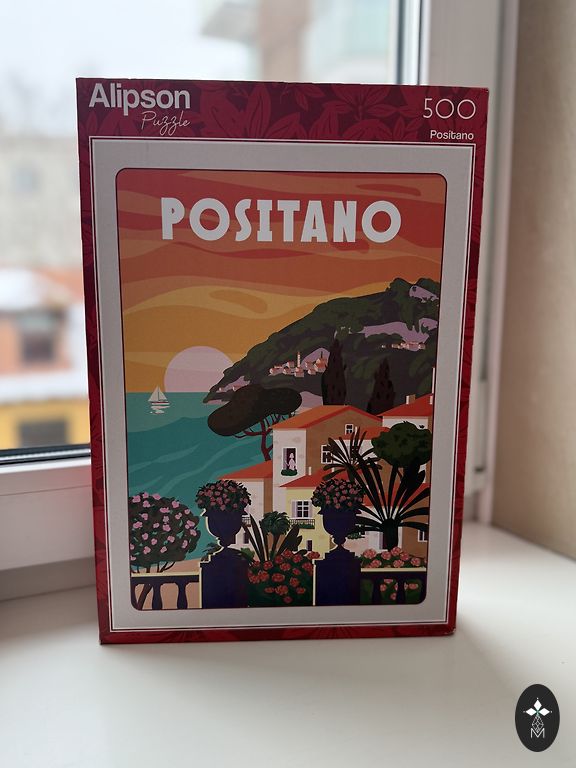 Alipson
Puzzle
500
Positano
POSITANO
M